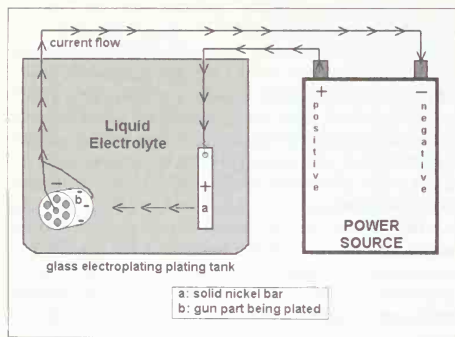 current flow
Liquid
Electrolyte
+
positive
−
negative
−
b
-
-
-
+
a
POWER
SOURCE
glass electroplating plating tank
a: solid nickel bar
b: gun part being plated